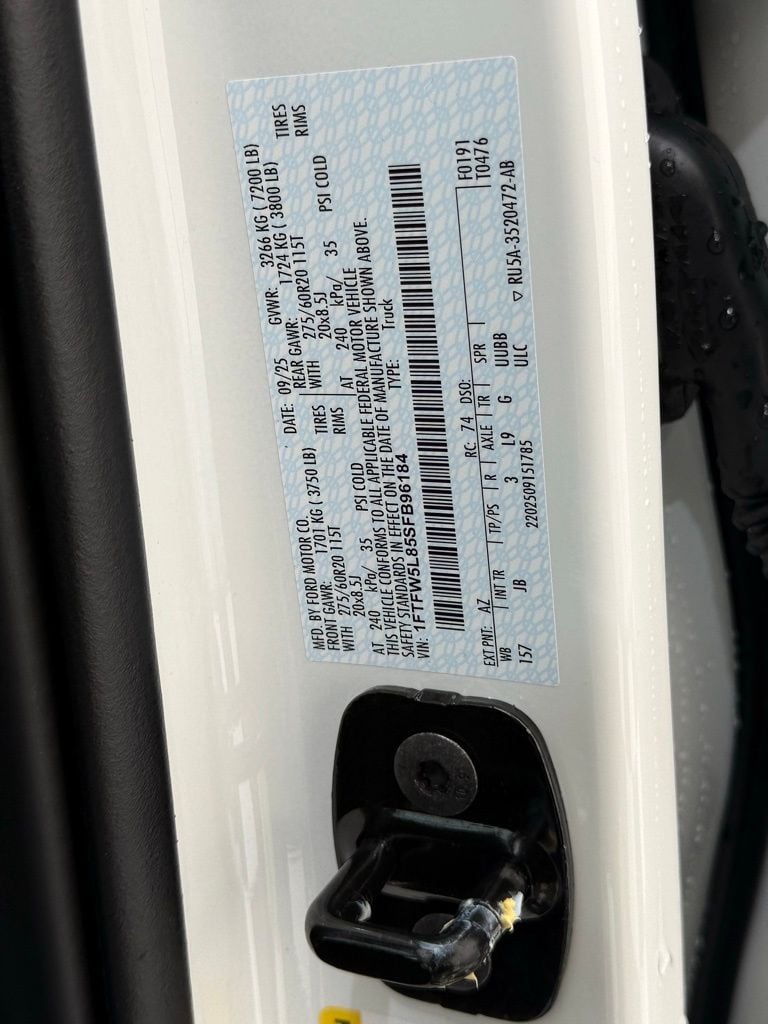 MFD. BY FORD MOTOR CO.
DATE: 09/25 GVWR: 3266 KG ( 7200 LB)
FRONT GAWR: 1701 KG ( 3750 LB) REAR GAWR: 1724 KG ( 3800 LB)
WITH 275/60R20 115T TIRES WITH 275/60R20 115T TIRES
20x8.5J RIMS 20x8.5J RIMS
AT 240 kPa/ 35 PSI COLD AT 240 kPa/ 35 PSI COLD
THIS VEHICLE CONFORMS TO ALL APPLICABLE FEDERAL MOTOR VEHICLE
SAFETY STANDARDS IN EFFECT ON THE DATE OF MANUFACTURE SHOWN ABOVE.
VIN: 1FTFW5L85SFB96184 TYPE: Truck
F0191
T0476
EXT PNT: AZ RC: 74 DSO:
WB INT TR TP/PS R AXLE TR SPR
157 JB 3 L9 G UUBB
ULC
2202509151785 RU5A-3520472-AB
10.9